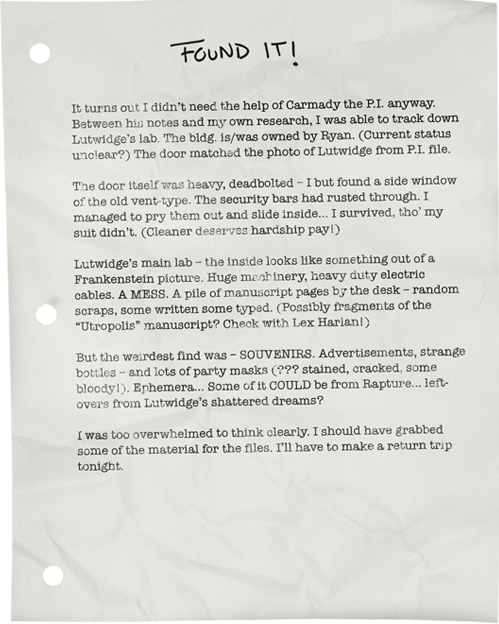 FOUND IT!
It turns out I didn't need the help of Carmady the P.I. anyway.
Between his notes and my own research, I was able to track down
Lutwidge's lab. The bldg. is/was owned by Ryan. (Current status
unclear?) The door matched the photo of Lutwidge from P.I. file.
The door itself was heavy, deadbolted – I but found a side window
of the old vent-type. The security bars had rusted through. I
managed to pry them out and slide inside... I survived, tho' my
suit didn't. (Cleaner deserves hardship pay!)
Lutwidge's main lab – the inside looks like something out of a
Frankenstein picture. Huge machinery, heavy duty electric
cables. A MESS. A pile of manuscript pages by the desk – random
scraps, some written some typed. (Possibly fragments of the
"Utropolis" manuscript? Check with Lex Harlan!)
But the weirdest find was – SOUVENIRS. Advertisements, strange
bottles – and lots of party masks (??? stained, cracked, some
bloody!). Ephemera... Some of it COULD be from Rapture... left-
overs from Lutwidge's shattered dreams?
I was too overwhelmed to think clearly. I should have grabbed
some of the material for the files. I'll have to make a return trip
tonight.